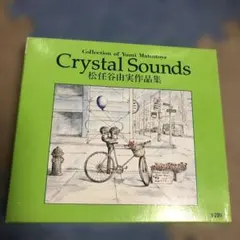 Collection of Yumi Matsutoya
Crystal Sounds
松任谷由実作品集